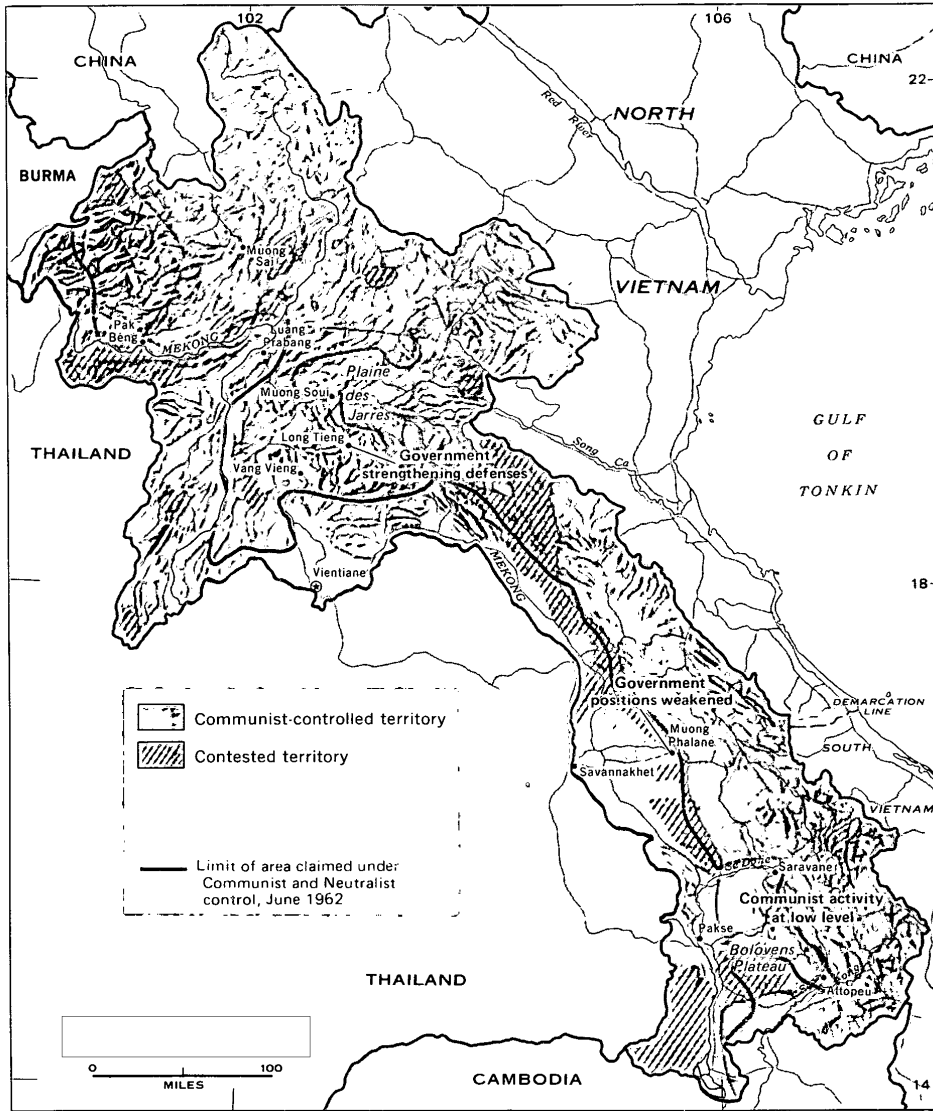 102
106
CHINA
CHINA
22
Red River
NORTH
BURMA
Muong
Sai
VIETNAM
Pak
Beng
MEKONG
Luang
Prabang
Plaine
des
Jarres
Muong Soui
GULF
OF
TONKIN
THAILAND
Long Tieng
Song Ca
Government
strengthening defenses
Vang Vieng
MEKONG
Vientiane
18
Government
positions weakened
DEMARCATION
LINE
Muong
Phalane
SOUTH
VIETNAM
Savannakhet
Communist-controlled territory
Contested territory
Limit of area claimed under
Communist and Neutralist
control, June 1962
Se Done
Saravane
Communist activity
at low level
Pakse
Bolovens
Plateau
Kong
Attopeu
THAILAND
0
100
MILES
CAMBODIA
14